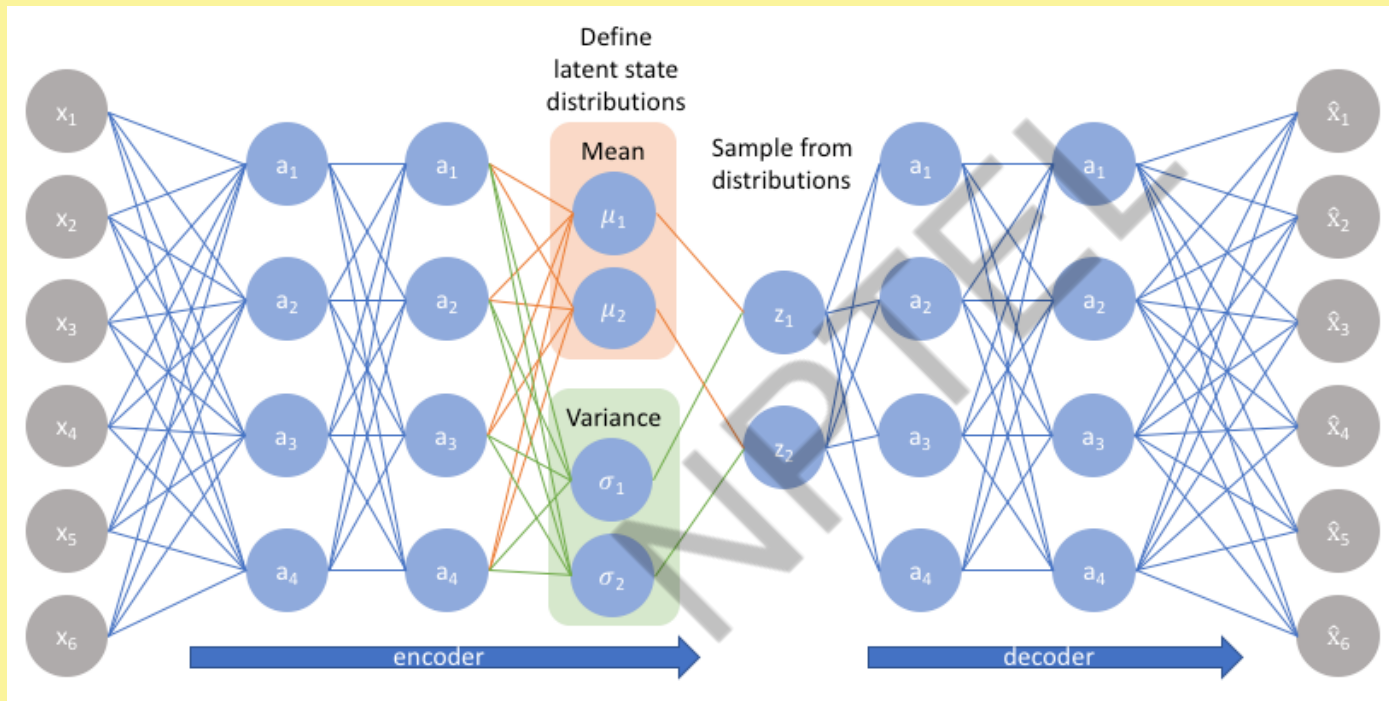 Define
latent state
distributions
Mean
Sample from
distributions
Variance
x₁
x₂
x₃
x₄
x₅
x₆
a₁
a₂
a₃
a₄
a₁
a₂
a₃
a₄
μ₁
μ₂
σ₁
σ₂
z₁
z₂
a₁
a₂
a₃
a₄
a₁
a₂
a₃
a₄
x̂₁
x̂₂
x̂₃
x̂₄
x̂₅
x̂₆
encoder
decoder
NPTEL